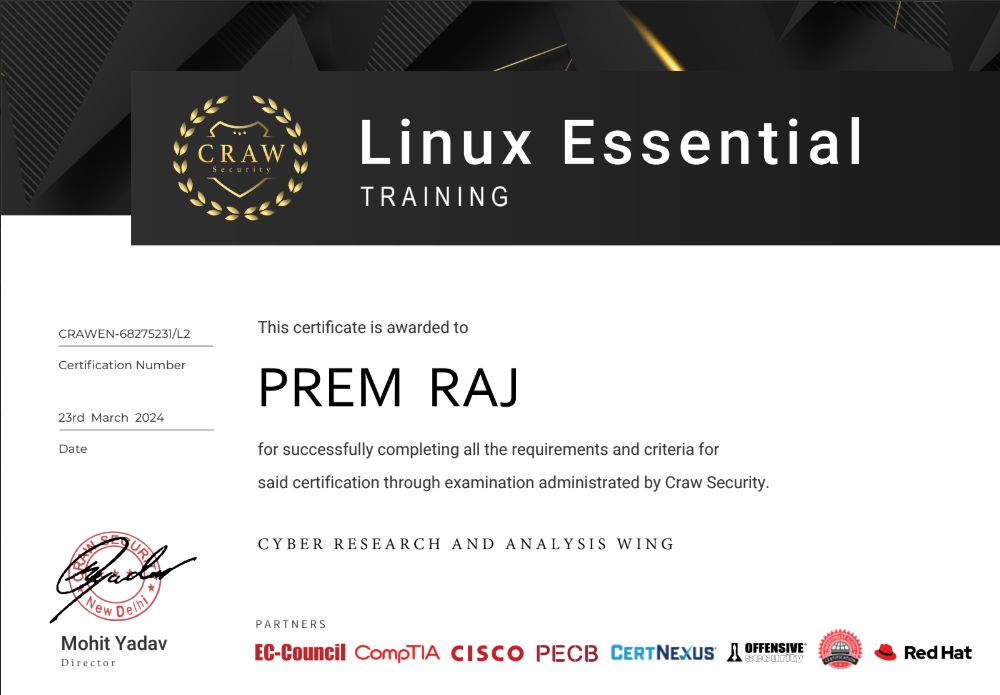 CRAW
Security
Linux Essential
TRAINING
CRAWEN-68275231/L2
Certification Number
23rd March 2024
Date
This certificate is awarded to
PREM RAJ
for successfully completing all the requirements and criteria for
said certification through examination administrated by Craw Security.
CYBER RESEARCH AND ANALYSIS WING
CRAW SECURITY
New Delhi
Mohit Yadav
Director
PARTNERS
EC-Council CompTIA CISCO PECB CERTNEXUS OFFENSIVE security Red Hat